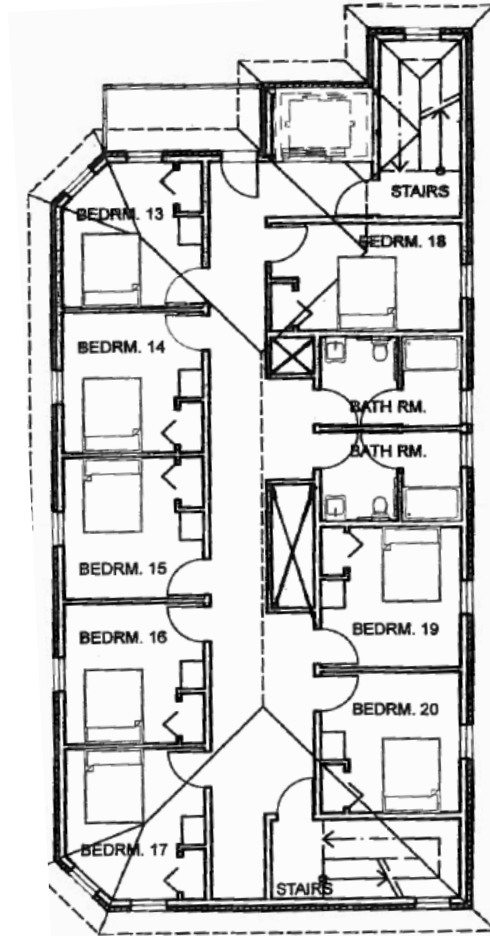 STAIRS
BEDRM. 13
BEDRM. 18
BEDRM. 14
BATH RM.
BATH RM.
BEDRM. 15
BEDRM. 16
BEDRM. 19
BEDRM. 20
BEDRM. 17
STAIRS